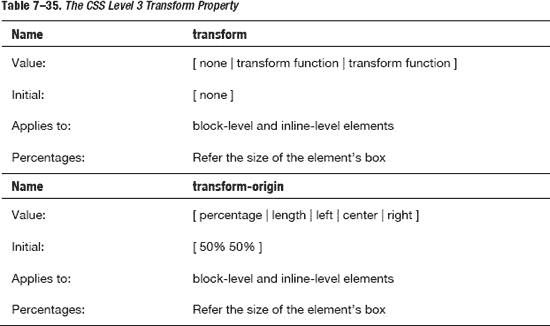 Table 7–35. The CSS Level 3 Transform Property
Name transform
Value: [ none | transform function | transform function ]
Initial: [ none ]
Applies to: block-level and inline-level elements
Percentages: Refer the size of the element's box
Name transform-origin
Value: [ percentage | length | left | center | right ]
Initial: [ 50% 50% ]
Applies to: block-level and inline-level elements
Percentages: Refer the size of the element's box